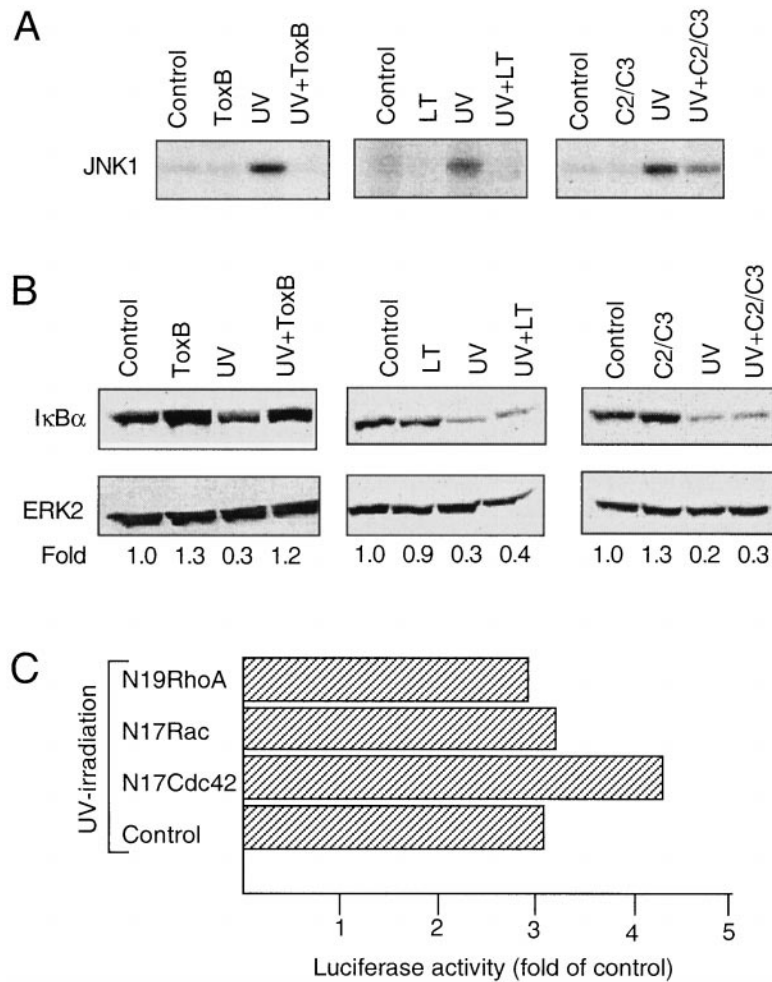 A
Control ToxB UV UV+ToxB Control LT UV UV+LT Control C2/C3 UV UV+C2/C3
JNK1
B
Control ToxB UV UV+ToxB Control LT UV UV+LT Control C2/C3 UV UV+C2/C3
IκBα
ERK2
Fold 1.0 1.3 0.3 1.2 1.0 0.9 0.3 0.4 1.0 1.3 0.2 0.3
C
UV-irradiation
N19RhoA
N17Rac
N17Cdc42
Control
1 2 3 4 5
Luciferase activity (fold of control)